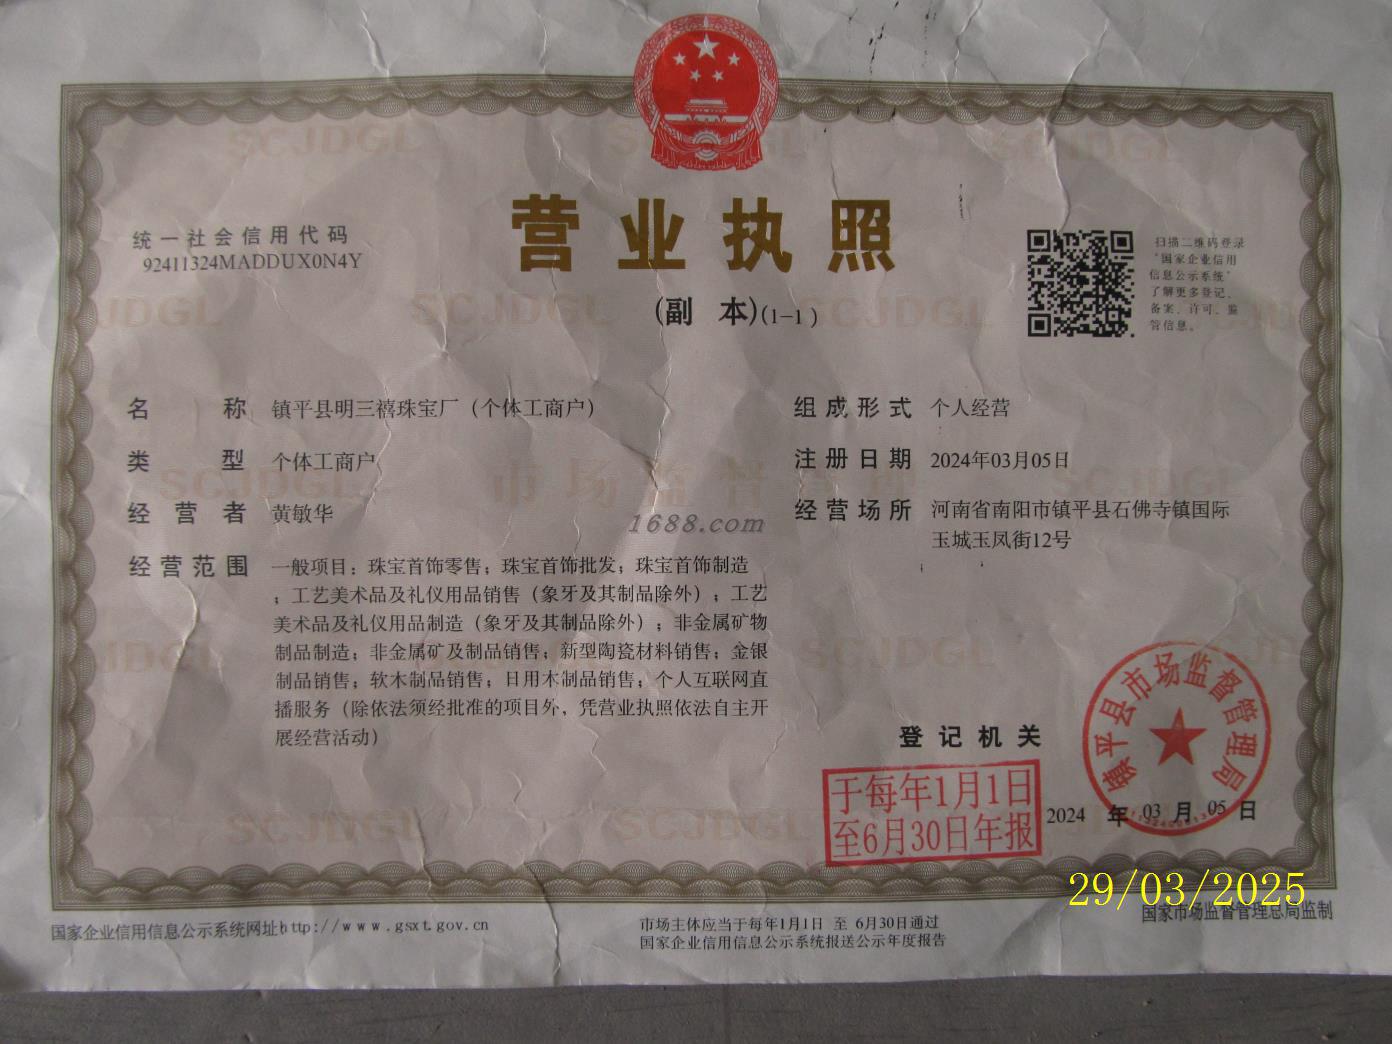 营业执照
(副 本)(1-1)
统一社会信用代码
92411324MADDUX0N4Y
扫描二维码登录
“国家企业信用
信息公示系统”
了解更多登记、
备案、许可、监
管信息。
名 称 镇平县明三禧珠宝厂（个体工商户）
类 型 个体工商户
经 营 者 黄敏华
经营范围 一般项目：珠宝首饰零售；珠宝首饰批发；珠宝首饰制造
；工艺美术品及礼仪用品销售（象牙及其制品除外）；工艺
美术品及礼仪用品制造（象牙及其制品除外）；非金属矿物
制品制造；非金属矿及制品销售；新型陶瓷材料销售；金银
制品销售；软木制品销售；日用木制品销售；个人互联网直
播服务（除依法须经批准的项目外，凭营业执照依法自主开
展经营活动）
组成形式 个人经营
注册日期 2024年03月05日
经营场所 河南省南阳市镇平县石佛寺镇国际
玉城玉凤街12号
1688.com
市场监督管理
SCJDGL
登记机关
镇平县市场监督管理局
于每年1月1日
至6月30日年报
2024 年 03 月 05 日
29/03/2025
国家企业信用信息公示系统网址http://www.gsxt.gov.cn
市场主体应当于每年1月1日 至 6月30日通过
国家企业信用信息公示系统报送公示年度报告
国家市场监督管理总局监制